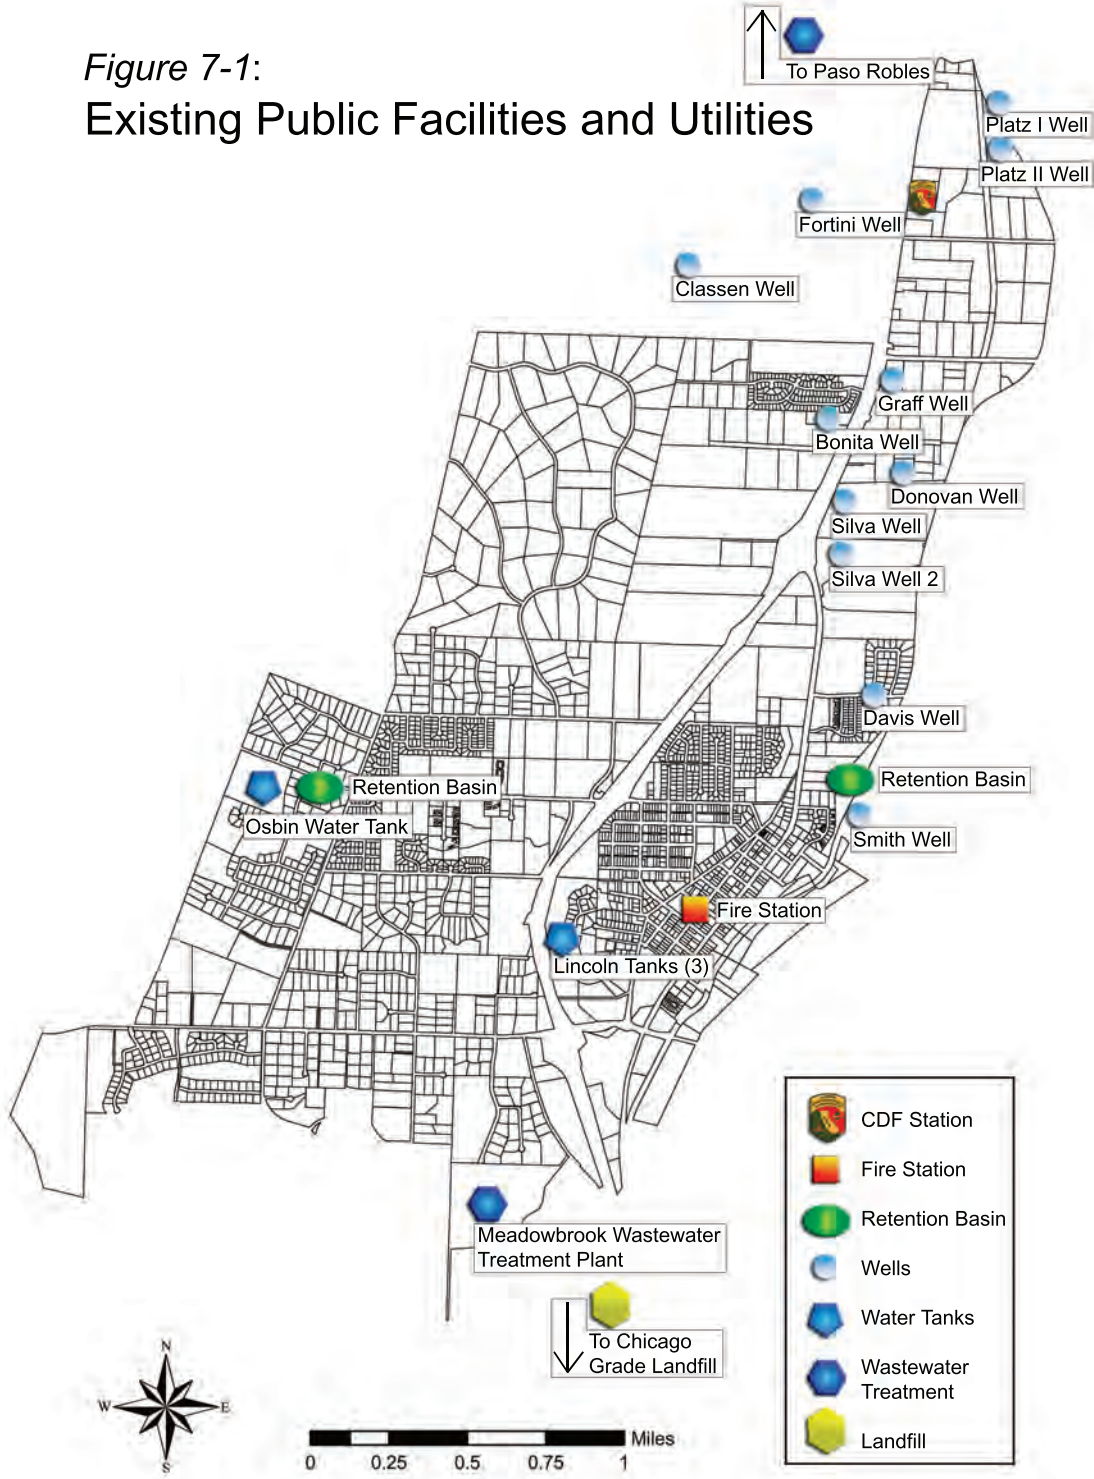 Figure 7-1:
Existing Public Facilities and Utilities
To Paso Robles
Platz I Well
Platz II Well
Fortini Well
Classen Well
Graff Well
Bonita Well
Donovan Well
Silva Well
Silva Well 2
Davis Well
Retention Basin
Retention Basin
Osbin Water Tank
Smith Well
Fire Station
Lincoln Tanks (3)
Meadowbrook Wastewater
Treatment Plant
To Chicago
Grade Landfill
CDF Station
Fire Station
Retention Basin
Wells
Water Tanks
Wastewater
Treatment
Landfill
N
W E
S
Miles
0 0.25 0.5 0.75 1